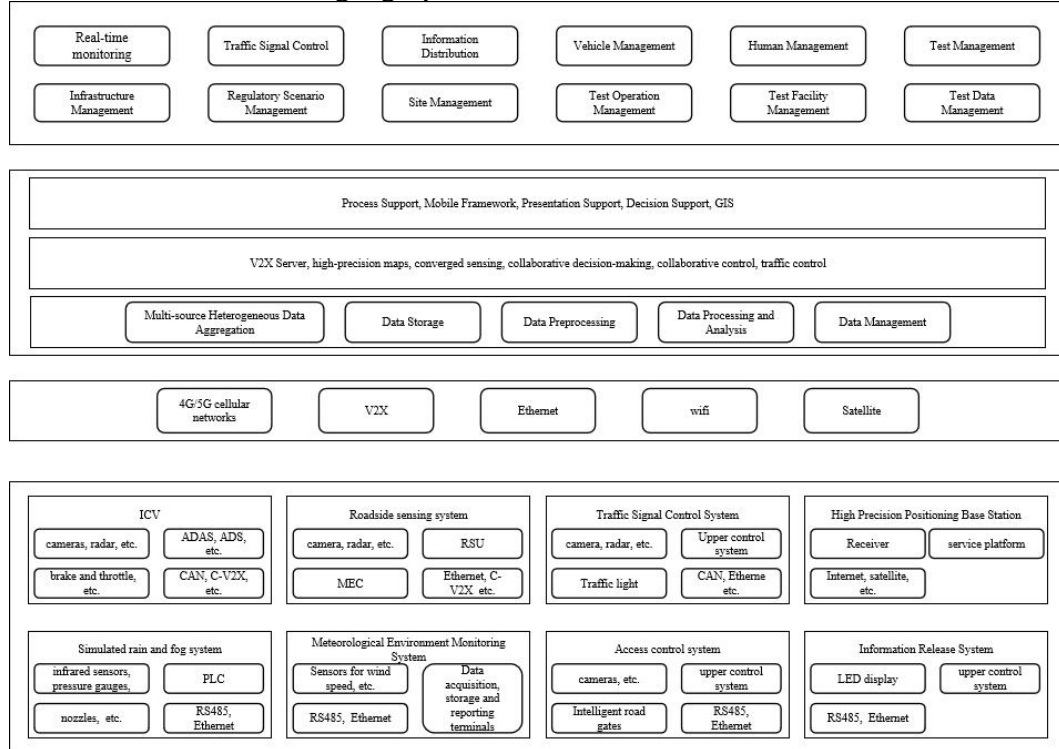 Real-time
monitoring
Traffic Signal Control
Information
Distribution
Vehicle Management
Human Management
Test Management
Infrastructure
Management
Regulatory Scenario
Management
Site Management
Test Operation
Management
Test Facility
Management
Test Data
Management
Process Support, Mobile Framework, Presentation Support, Decision Support, GIS
V2X Server, high-precision maps, converged sensing, collaborative decision-making, collaborative control, traffic control
Multi-source Heterogeneous Data
Aggregation
Data Storage
Data Preprocessing
Data Processing and
Analysis
Data Management
4G/5G cellular
networks
V2X
Ethernet
wifi
Satellite
ICV
cameras, radar, etc.
ADAS, ADS,
etc.
brake and throttle,
etc.
CAN, C-V2X,
etc.
Roadside sensing system
camera, radar, etc.
RSU
MEC
Ethernet, C-
V2X etc.
Traffic Signal Control System
camera, radar, etc.
Upper control
system
Traffic light
CAN, Etherne
etc.
High Precision Positioning Base Station
Receiver
service platform
Internet, satellite,
etc.
Simulated rain and fog system
infrared sensors,
pressure gauges,
PLC
nozzles, etc.
RS485,
Ethernet
Meteorological Environment Monitoring
System
Sensors for wind
speed, etc.
Data
acquisition,
storage and
reporting
terminals
RS485, Ethernet
Access control system
cameras, etc.
upper control
system
Intelligent road
gates
RS485,
Ethernet
Information Release System
LED display
upper control
system
RS485, Ethernet